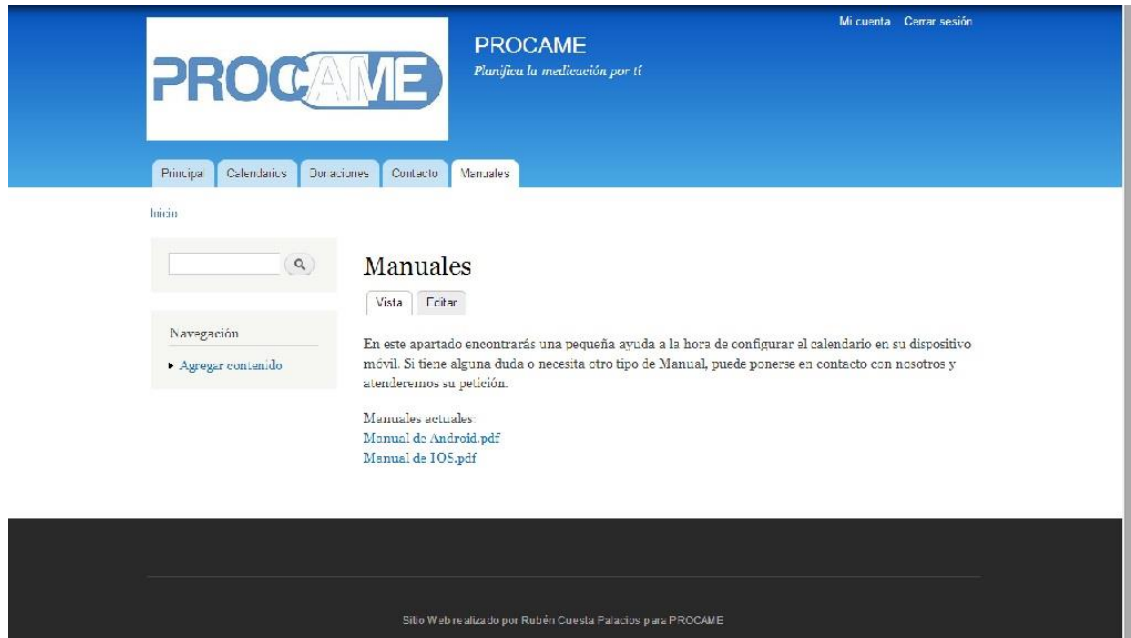 Mi cuenta Cerrar sesión
PROCAME
PROCAME
Planifica la medicación por tí
Principal Calendarios Donaciones Contacto Manuales
Inicio
Manuales
Vista Editar
Navegación
Agregar contenido
En este apartado encontrarás una pequeña ayuda a la hora de configurar el calendario en su dispositivo
móvil. Si tiene alguna duda o necesita otro tipo de Manual, puede ponerse en contacto con nosotros y
atenderemos su petición.
Manuales actuales:
Manual de Android.pdf
Manual de IOS.pdf
Sitio Web realizado por Rubén Cuesta Palacios para PROCAME